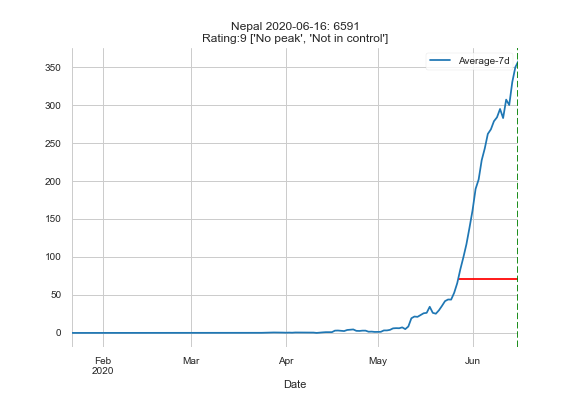 Nepal 2020-06-16: 6591
Rating:9 ['No peak', 'Not in control']
Average-7d
350
300
250
200
150
100
50
0
Feb
2020
Mar
Apr
May
Jun
Date